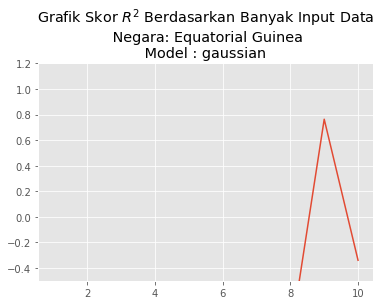 Grafik Skor R² Berdasarkan Banyak Input Data
Negara: Equatorial Guinea
Model : gaussian
1.2
1.0
0.8
0.6
0.4
0.2
0.0
−0.2
−0.4
2 4 6 8 10